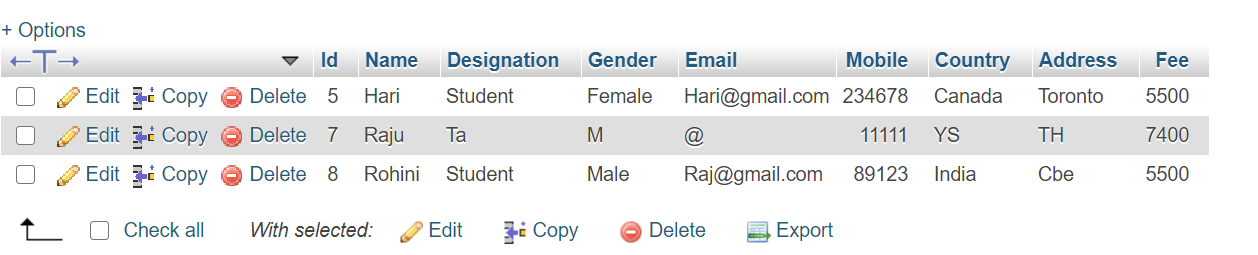 + Options
Id Name Designation Gender Email Mobile Country Address Fee
Edit Copy Delete 5 Hari Student Female Hari@gmail.com 234678 Canada Toronto 5500
Edit Copy Delete 7 Raju Ta M @ 11111 YS TH 7400
Edit Copy Delete 8 Rohini Student Male Raj@gmail.com 89123 India Cbe 5500
Check all With selected: Edit Copy Delete Export